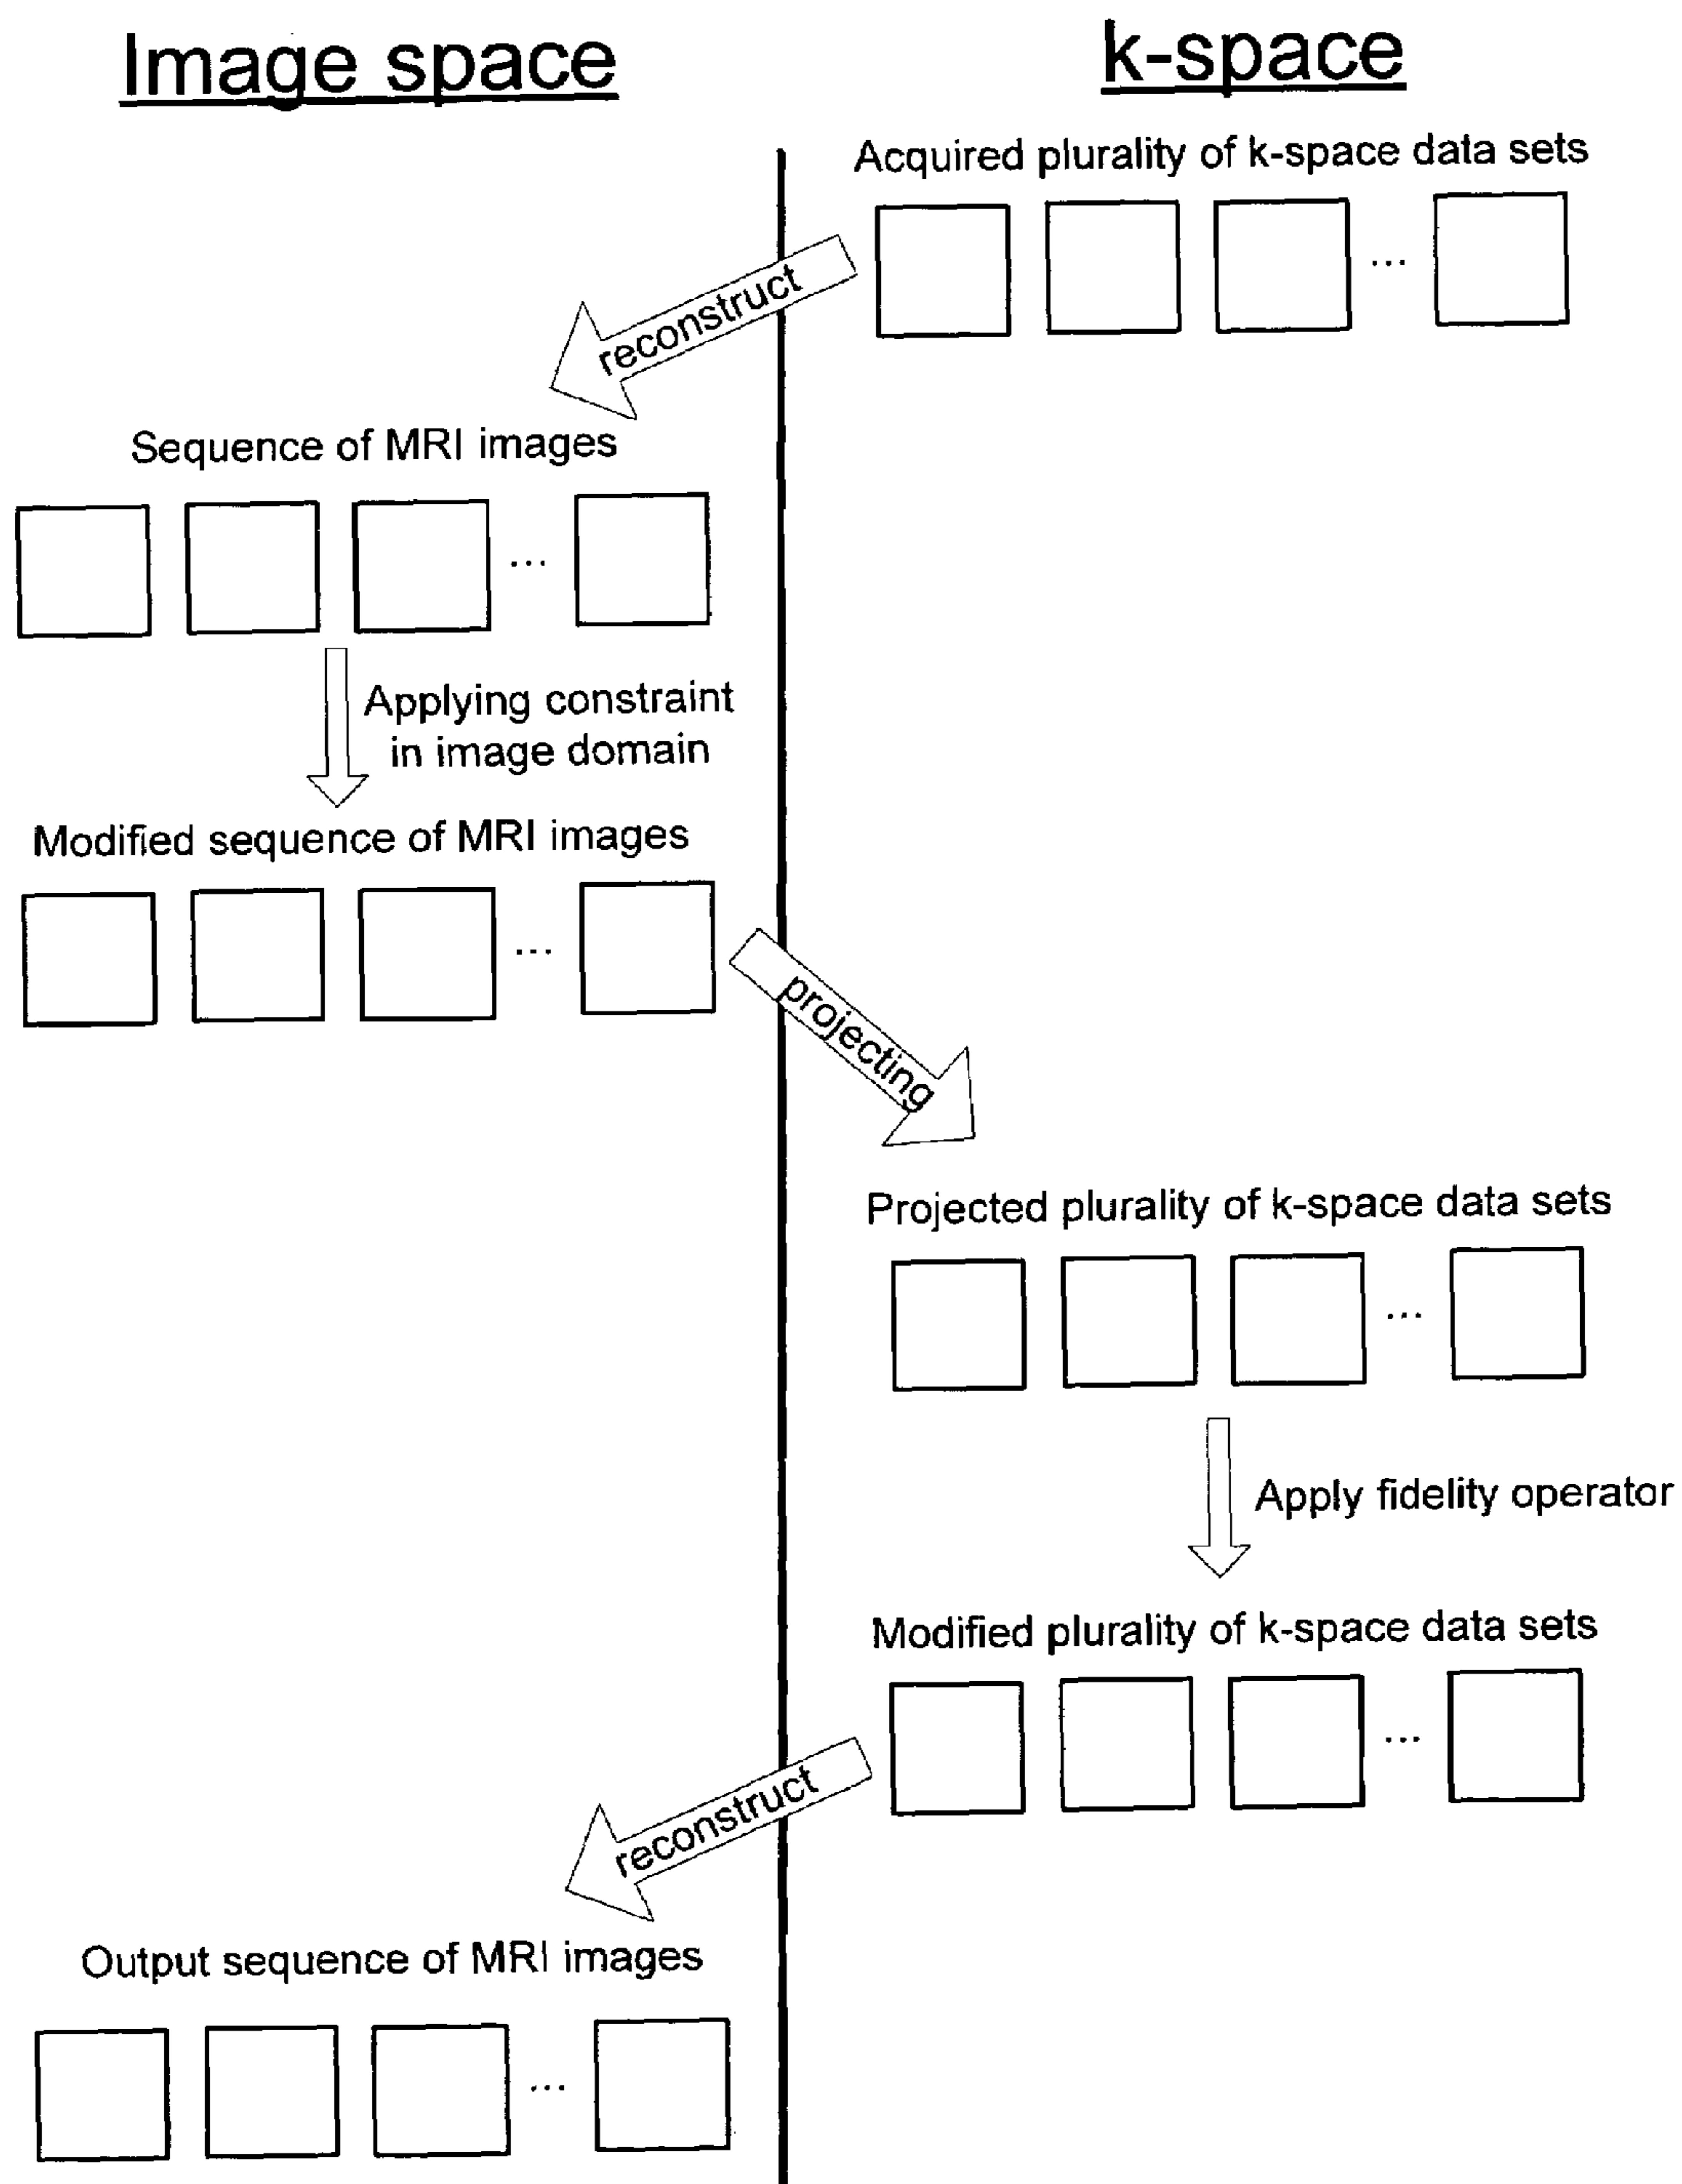 Image space
k-space
Acquired plurality of k-space data sets
...
reconstruct
Sequence of MRI images
...
Applying constraint
in image domain
Modified sequence of MRI images
...
projecting
Projected plurality of k-space data sets
...
Apply fidelity operator
Modified plurality of k-space data sets
...
reconstruct
Output sequence of MRI images
...